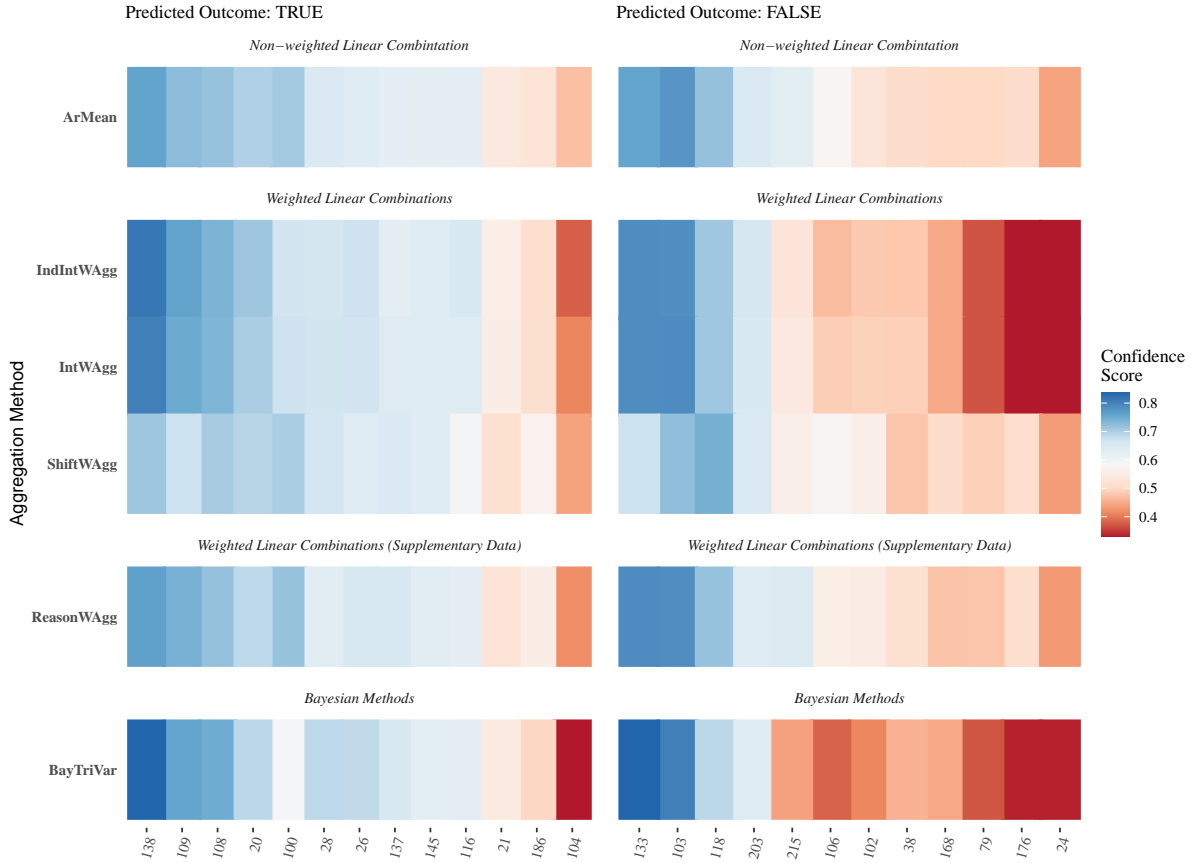 Predicted Outcome: TRUE
Predicted Outcome: FALSE
Non−weighted Linear Combintation
Non−weighted Linear Combintation
ArMean
Weighted Linear Combinations
Weighted Linear Combinations
IndIntWAgg
IntWAgg
ShiftWAgg
Aggregation Method
Confidence
Score
0.8
0.7
0.6
0.5
0.4
Weighted Linear Combinations (Supplementary Data)
Weighted Linear Combinations (Supplementary Data)
ReasonWAgg
Bayesian Methods
Bayesian Methods
BayTriVar
138 109 108 20 100 28 26 137 145 116 21 186 104
133 103 118 203 215 106 102 38 168 79 176 24